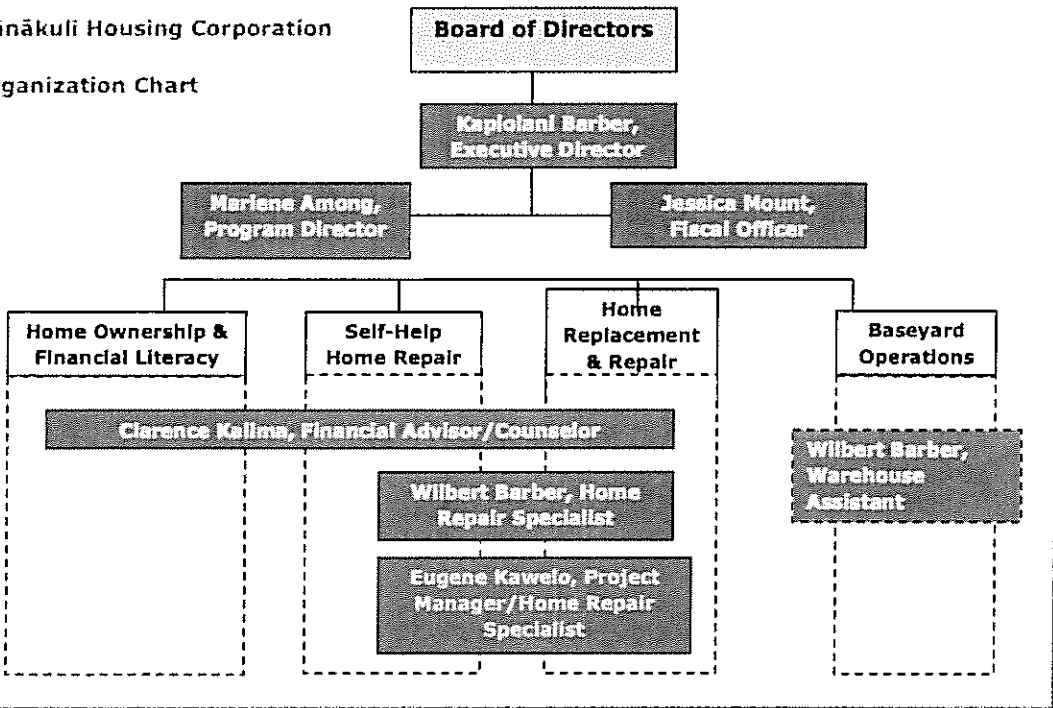 ānākuli Housing Corporation
rganization Chart
Board of Directors
Kapiolani Barber,
Executive Director
Marlene Among,
Program Director
Jessica Mount,
Fiscal Officer
Home Ownership &
Financial Literacy
Self-Help
Home Repair
Home
Replacement
& Repair
Baseyard
Operations
Clarence Kalima, Financial Advisor/Counselor
Wilbert Barber, Home
Repair Specialist
Wilbert Barber,
Warehouse
Assistant
Eugene Kawelo, Project
Manager/Home Repair
Specialist